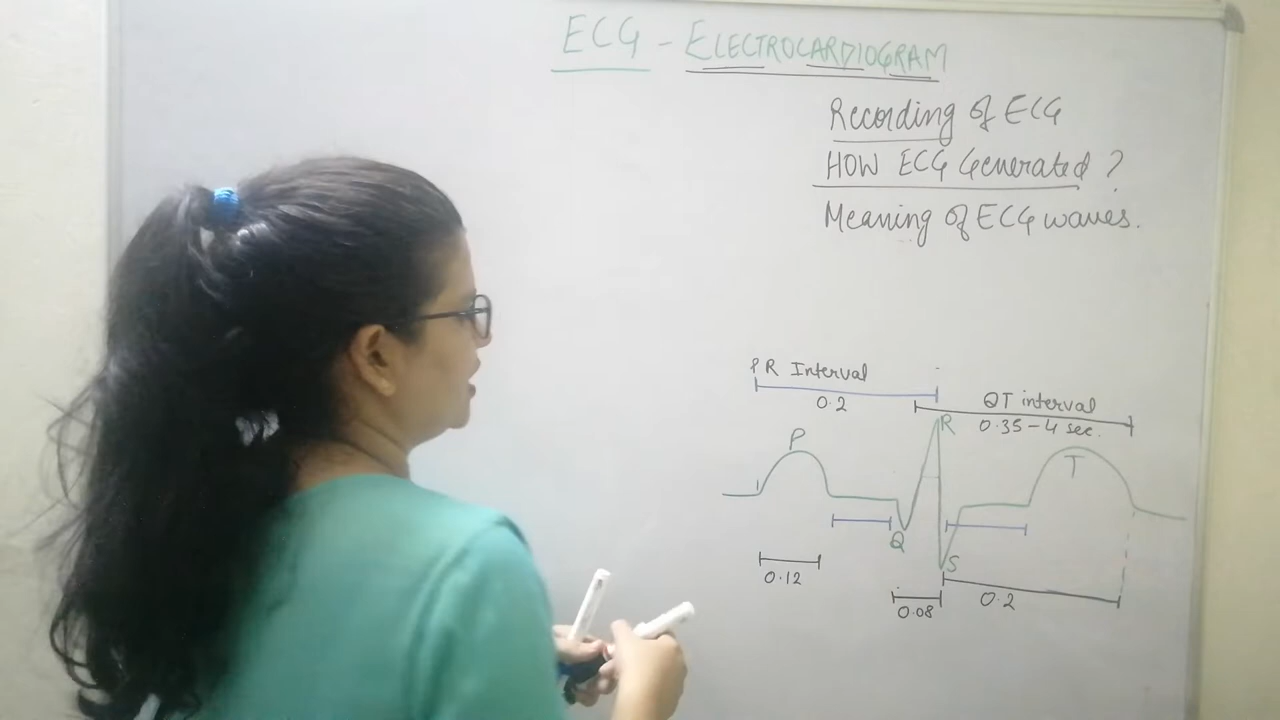 ECG - ELECTROCARDIOGRAM
Recording of ECG
HOW ECG Generated ?
Meaning of ECG waves.
PR Interval
0.2
QT interval
0.35-4 sec.
P
R
T
Q
S
0.12
0.08
0.2